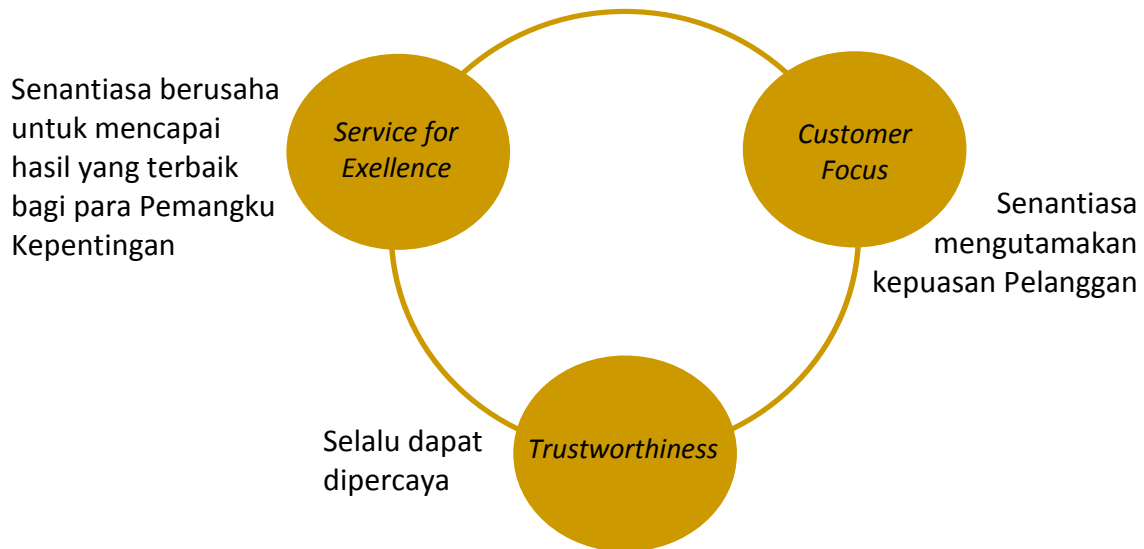 Senantiasa berusaha
untuk mencapai
hasil yang terbaik
bagi para Pemangku
Kepentingan
Service for
Exellence
Customer
Focus
Senantiasa
mengutamakan
kepuasan Pelanggan
Selalu dapat
dipercaya
Trustworthiness